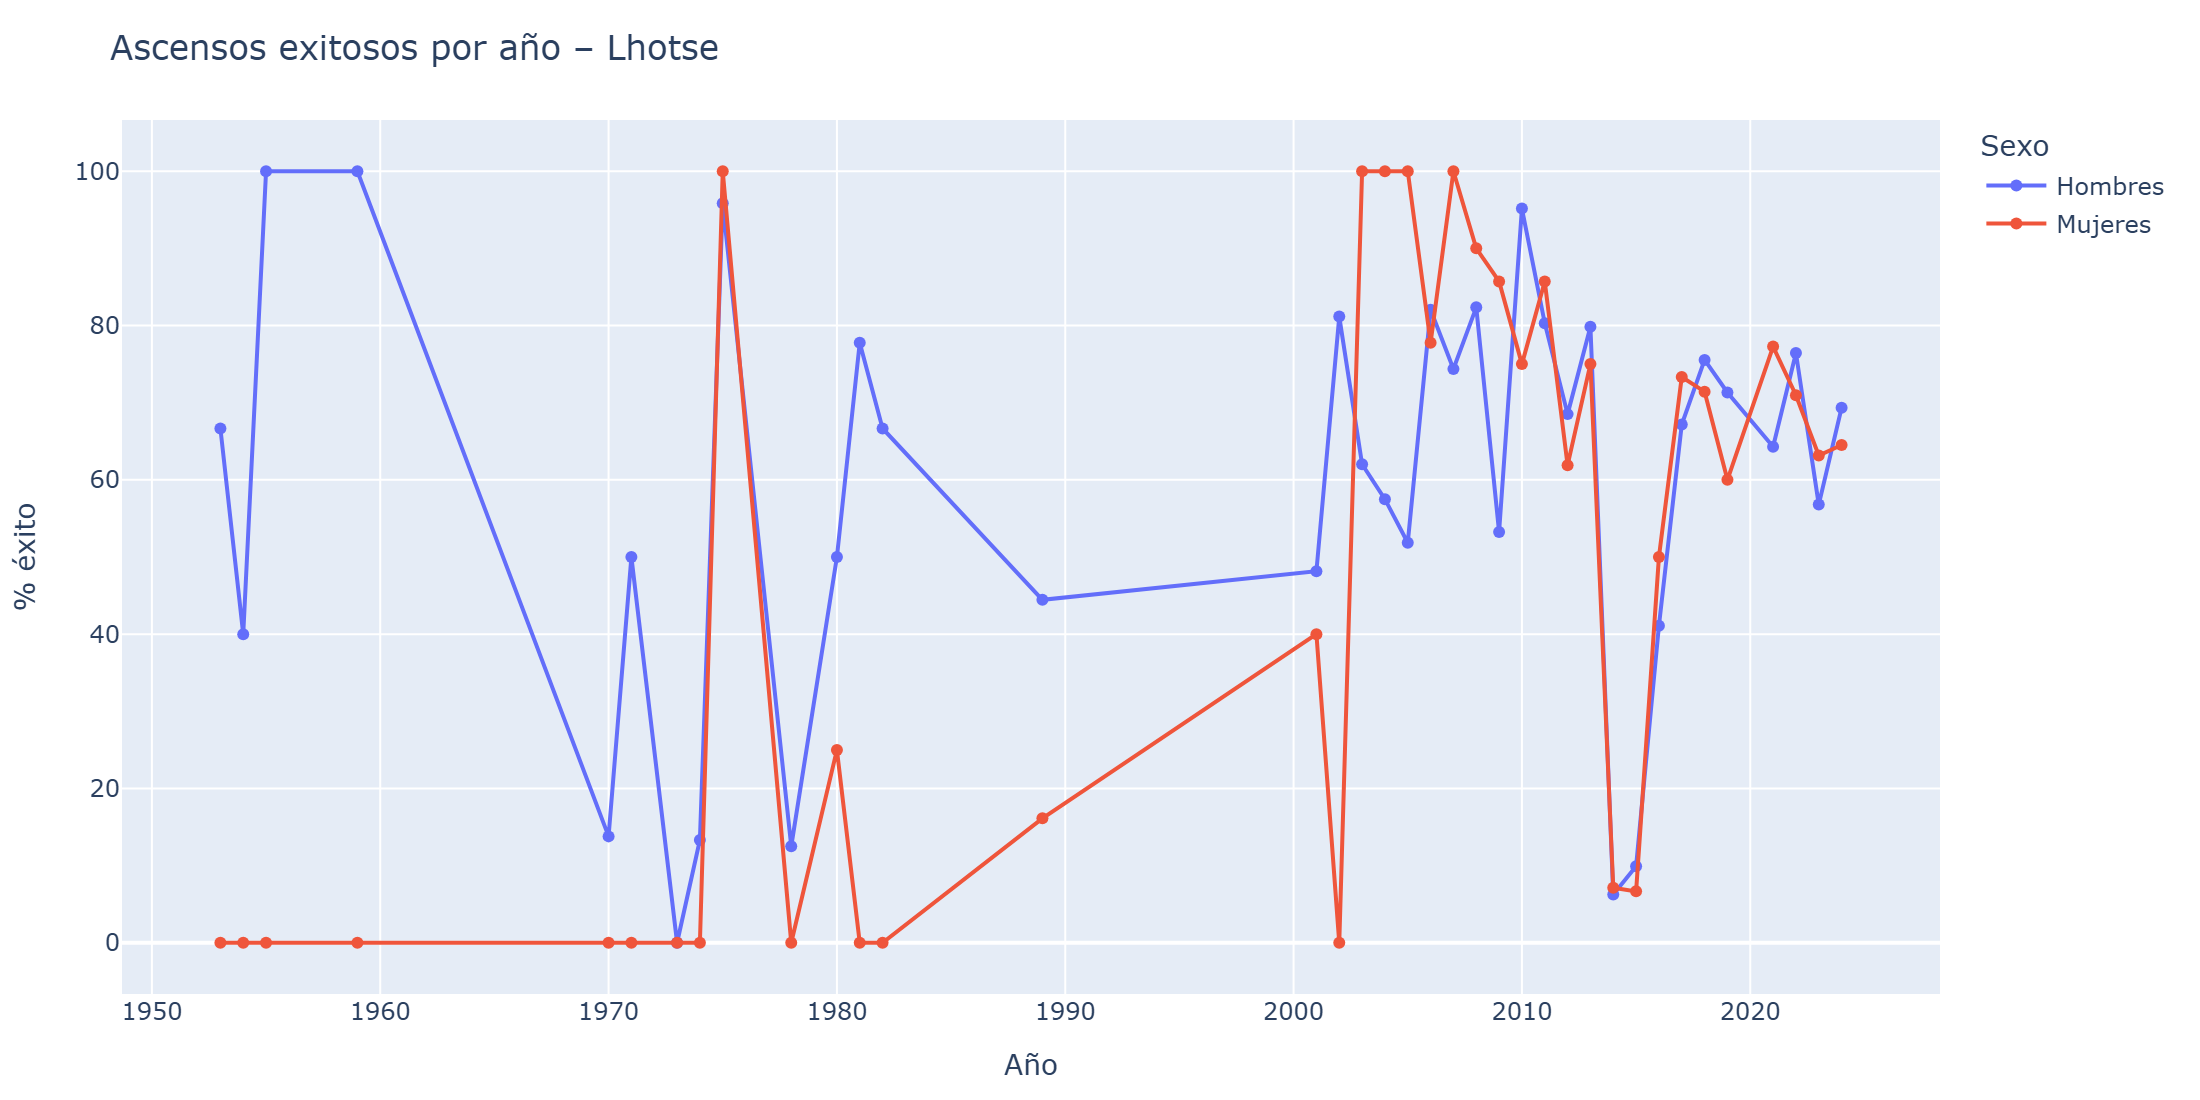 Ascensos exitosos por año – Lhotse
Sexo
Hombres
Mujeres
% éxito
100
80
60
40
20
0
1950 1960 1970 1980 1990 2000 2010 2020
Año